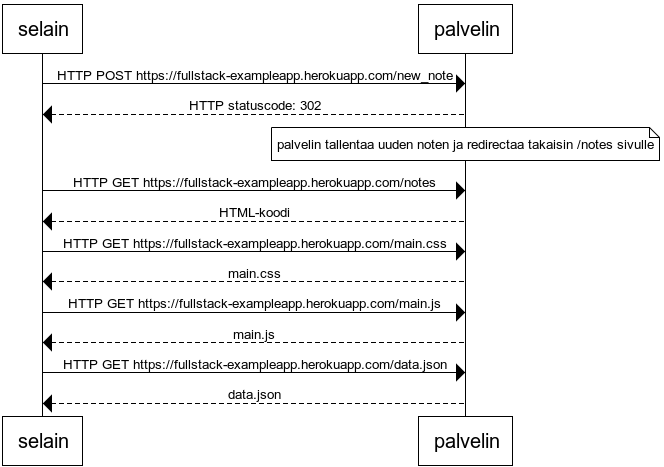 selain
palvelin
HTTP POST https://fullstack-exampleapp.herokuapp.com/new_note
HTTP statuscode: 302
palvelin tallentaa uuden noten ja redirectaa takaisin /notes sivulle
HTTP GET https://fullstack-exampleapp.herokuapp.com/notes
HTML-koodi
HTTP GET https://fullstack-exampleapp.herokuapp.com/main.css
main.css
HTTP GET https://fullstack-exampleapp.herokuapp.com/main.js
main.js
HTTP GET https://fullstack-exampleapp.herokuapp.com/data.json
data.json
selain
palvelin